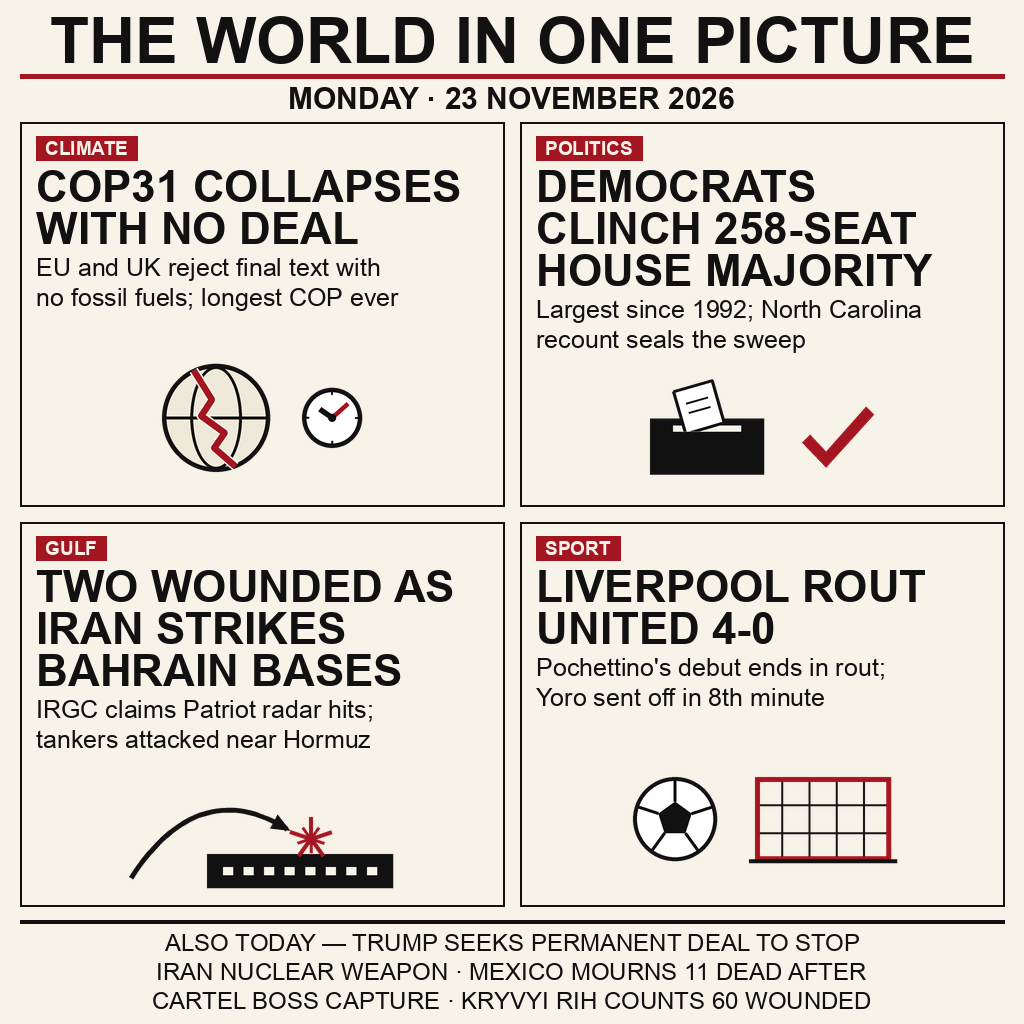 THE WORLD IN ONE PICTURE
MONDAY · 23 NOVEMBER 2026
CLIMATE
COP31 COLLAPSES
WITH NO DEAL
EU and UK reject final text with
no fossil fuels; longest COP ever
POLITICS
DEMOCRATS
CLINCH 258-SEAT
HOUSE MAJORITY
Largest since 1992; North Carolina
recount seals the sweep
GULF
TWO WOUNDED AS
IRAN STRIKES
BAHRAIN BASES
IRGC claims Patriot radar hits;
tankers attacked near Hormuz
SPORT
LIVERPOOL ROUT
UNITED 4-0
Pochettino's debut ends in rout;
Yoro sent off in 8th minute
ALSO TODAY — TRUMP SEEKS PERMANENT DEAL TO STOP
IRAN NUCLEAR WEAPON · MEXICO MOURNS 11 DEAD AFTER
CARTEL BOSS CAPTURE · KRYVYI RIH COUNTS 60 WOUNDED